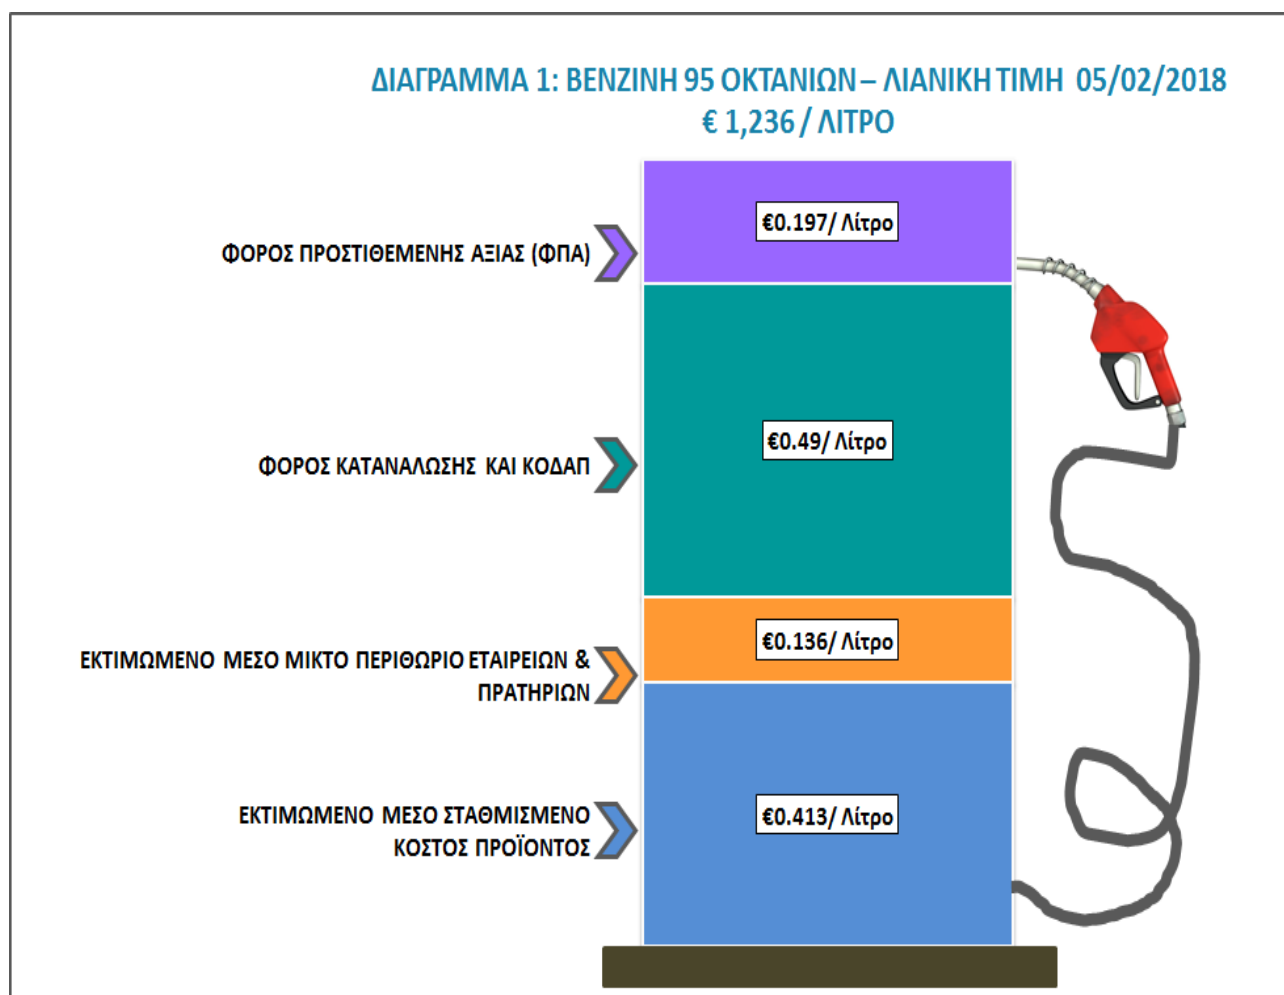 ΔΙΑΓΡΑΜΜΑ 1: ΒΕΝΖΙΝΗ 95 ΟΚΤΑΝΙΩΝ – ΛΙΑΝΙΚΗ ΤΙΜΗ 05/02/2018
€ 1,236 / ΛΙΤΡΟ
€0.197/ Λίτρο
ΦΟΡΟΣ ΠΡΟΣΤΙΘΕΜΕΝΗΣ ΑΞΙΑΣ (ΦΠΑ)
€0.49/ Λίτρο
ΦΟΡΟΣ ΚΑΤΑΝΑΛΩΣΗΣ ΚΑΙ ΚΟΔΑΠ
€0.136/ Λίτρο
ΕΚΤΙΜΩΜΕΝΟ ΜΕΣΟ ΜΙΚΤΟ ΠΕΡΙΘΩΡΙΟ ΕΤΑΙΡΕΙΩΝ &
ΠΡΑΤΗΡΙΩΝ
€0.413/ Λίτρο
ΕΚΤΙΜΩΜΕΝΟ ΜΕΣΟ ΣΤΑΘΜΙΣΜΕΝΟ
ΚΟΣΤΟΣ ΠΡΟΪΟΝΤΟΣ